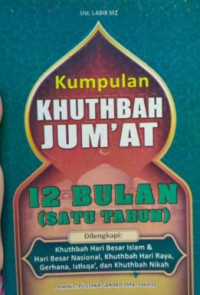 Ust. LABIB MZ
Kumpulan
KHUTHBAH
JUM'AT
12 BULAN
(SATU TAHUN)
Dilengkapi:
Khuthbah Hari Besar Islam &
Hari Besar Nasional, Khuthbah Hari Raya,
Gerhana, Istisqa', dan Khuthbah Nikah